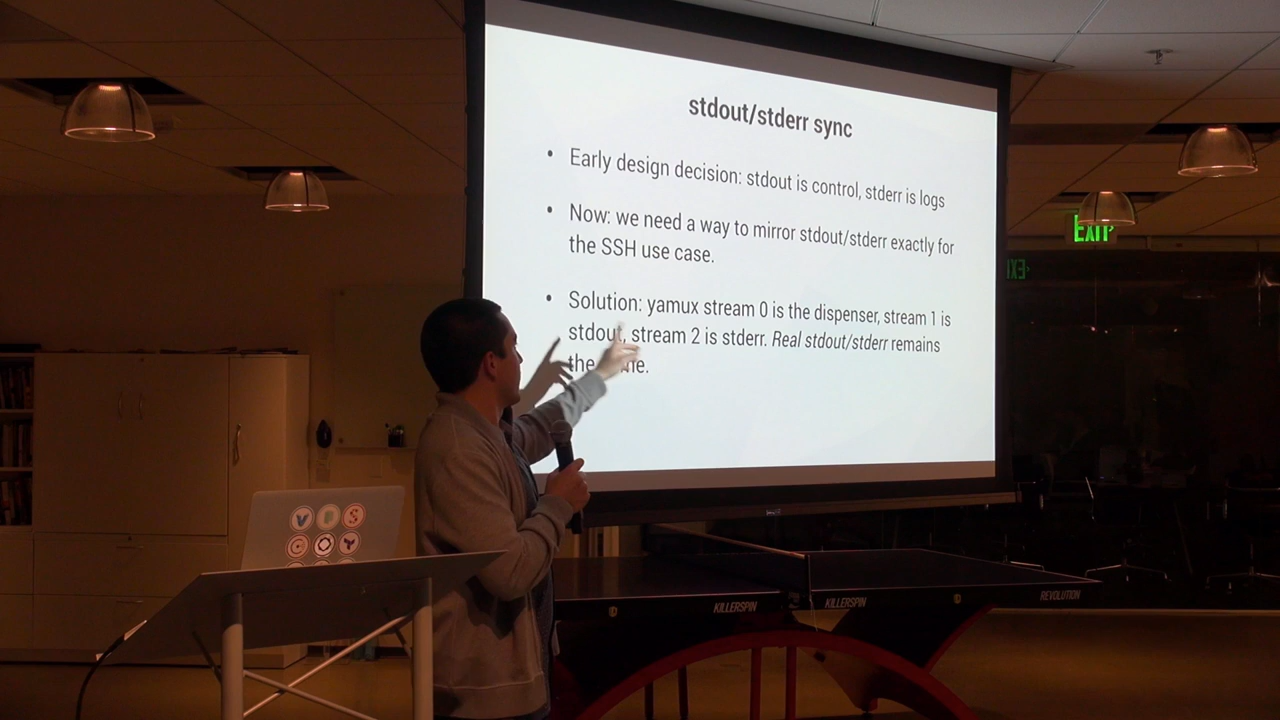 stdout/stderr sync
• Early design decision: stdout is control, stderr is logs
• Now: we need a way to mirror stdout/stderr exactly for
the SSH use case.
• Solution: yamux stream 0 is the dispenser, stream 1 is
stdout, stream 2 is stderr. Real stdout/stderr remains
the
EXIT
V P S
KILLERSPIN
KILLERSPIN
REVOLUTION